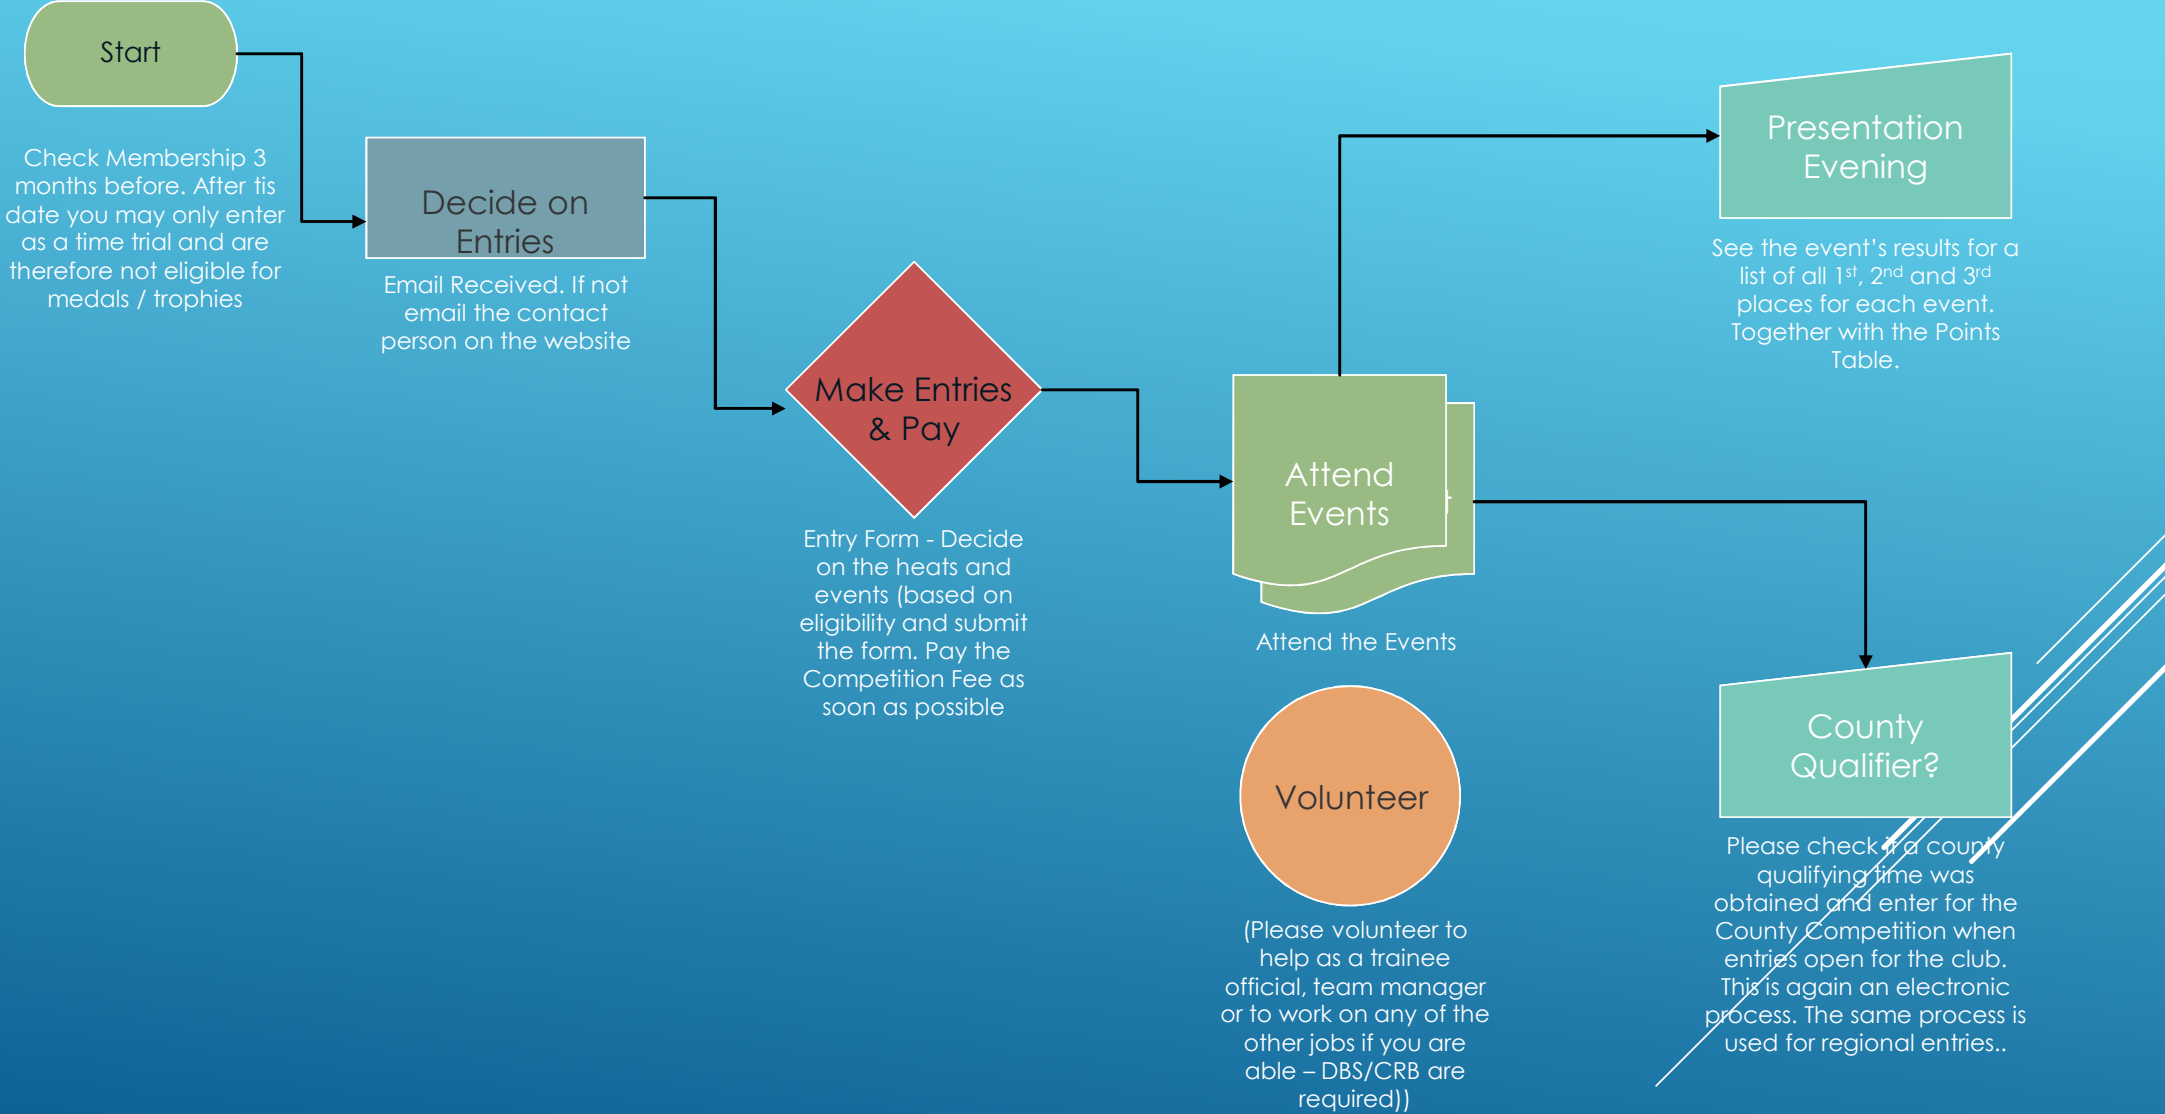 Start
Check Membership 3
months before. After tis
date you may only enter
as a time trial and are
therefore not eligible for
medals / trophies
Decide on
Entries
Email Received. If not
email the contact
person on the website
Make Entries
& Pay
Entry Form - Decide
on the heats and
events (based on
eligibility and submit
the form. Pay the
Competition Fee as
soon as possible
Attend
Events
Attend the Events
Volunteer
(Please volunteer to
help as a trainee
official, team manager
or to work on any of the
other jobs if you are
able – DBS/CRB are
required))
Presentation
Evening
See the event’s results for a
list of all 1st, 2nd and 3rd
places for each event.
Together with the Points
Table.
County
Qualifier?
Please check if a county
qualifying time was
obtained and enter for the
County Competition when
entries open for the club.
This is again an electronic
process. The same process is
used for regional entries..